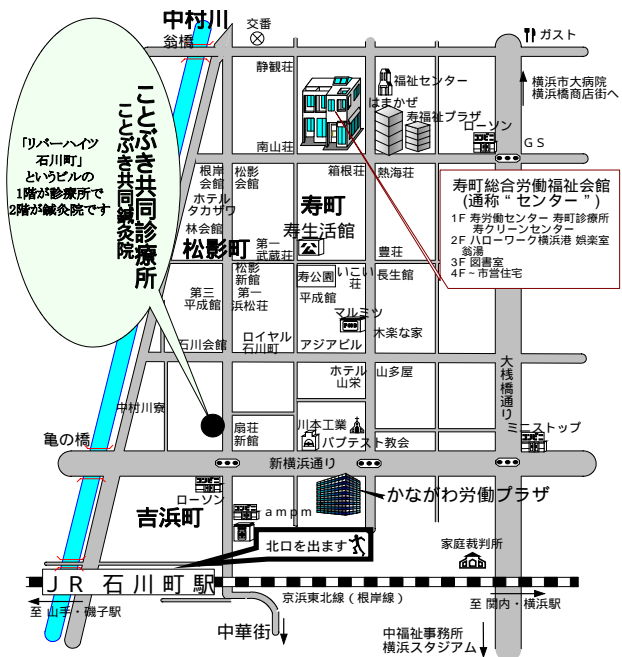 中村川
翁橋
交番
ガスト
静観荘
福祉センター
横浜市大病院
横浜橋商店街へ
はまかぜ
寿福祉プラザ
ローソン
ＧＳ
南山荘
ことぶき共同診療所
ことぶき共同鍼灸院
「リバーハイツ
石川町」
というビルの
1階が診療所で
2階が鍼灸院です
根岸
会館
松影
会館
箱根荘
熱海荘
寿町総合労働福祉会館
(通称“センター”)
1F 寿労働センター 寿町診療所
寿クリーンセンター
2F ハローワーク横浜港 娯楽室
翁湯
3F 図書室
4F～市営住宅
ホテル
タカザワ
寿町
林会館
寿生活館
松影町
第一
武蔵荘
豊荘
松影
新館
寿公園
いこい
荘
長生館
第三
平成館
第一
浜松荘
平成館
マルミツ
木楽な家
石川会館
ロイヤル
石川町
アジアビル
大桟橋通り
ホテル
山栄
山多屋
中村川寮
扇荘
新館
川本工業
バプテスト教会
ミニストップ
亀の橋
新横浜通り
ローソン
かながわ労働プラザ
吉浜町
ａｍｐｍ
北口を出ます
家庭裁判所
ＪＲ 石川町駅
京浜東北線（根岸線）
至 山手・磯子駅
至 関内・横浜駅
中華街
中福祉事務所
横浜スタジアム